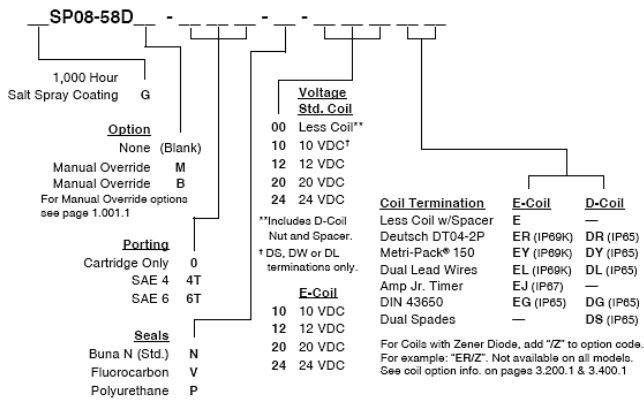 __SP08-58D__ - ____ - _ - ____ __
1,000 Hour
Salt Spray Coating G
Option
None (Blank)
Manual Override M
Manual Override B
For Manual Override options
see page 1.001.1
Porting
Cartridge Only 0
SAE 4 4T
SAE 6 6T
Seals
Buna N (Std.) N
Fluorocarbon V
Polyurethane P
Voltage
Std. Coil
00 Less Coil**
10 10 VDC†
12 12 VDC
20 20 VDC
24 24 VDC
**Includes D-Coil
Nut and Spacer.
† DS, DW or DL
terminations only.
E-Coil
10 10 VDC
12 12 VDC
20 20 VDC
24 24 VDC
Coil Termination E-Coil D-Coil
Less Coil w/Spacer E —
Deutsch DT04-2P ER (IP69K) DR (IP65)
Metri-Pack® 150 EY (IP69K) DY (IP65)
Dual Lead Wires EL (IP69K) DL (IP65)
Amp Jr. Timer EJ (IP67) —
DIN 43650 EG (IP65) DG (IP65)
Dual Spades — DS (IP65)
For Coils with Zener Diode, add "/Z" to option code.
For example: "ER/Z". Not available on all models.
See coil option info. on pages 3.200.1 & 3.400.1